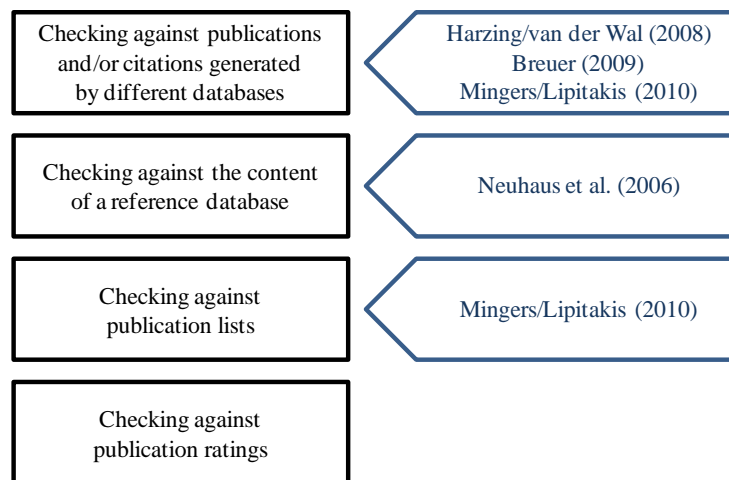 Checking against publications
and/or citations generated
by different databases
Harzing/van der Wal (2008)
Breuer (2009)
Mingers/Lipitakis (2010)
Checking against the content
of a reference database
Neuhaus et al. (2006)
Checking against
publication lists
Mingers/Lipitakis (2010)
Checking against
publication ratings